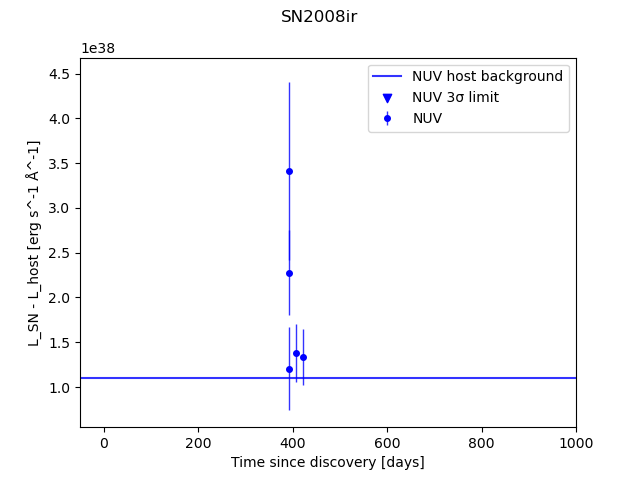 SN2008ir
1e38
NUV host background
NUV 3σ limit
NUV
4.5
4.0
3.5
3.0
2.5
2.0
1.5
1.0
L_SN - L_host [erg s^-1 Å^-1]
0
200
400
600
800
1000
Time since discovery [days]